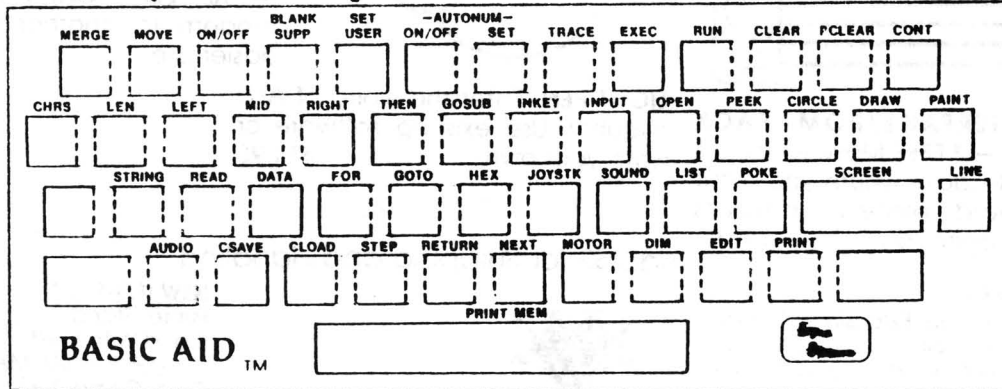 BLANK SET -AUTONUM-
MERGE MOVE ON/OFF SUPP USER ON/OFF SET TRACE EXEC RUN CLEAR PCLEAR CONT
CHRS LEN LEFT MID RIGHT THEN GOSUB INKEY INPUT OPEN PEEK CIRCLE DRAW PAINT
STRING READ DATA FOR GOTO HEX JOYSTK SOUND LIST POKE SCREEN LINE
AUDIO CSAVE CLOAD STEP RETURN NEXT MOTOR DIM EDIT PRINT
PRINT MEM
BASIC AID TM